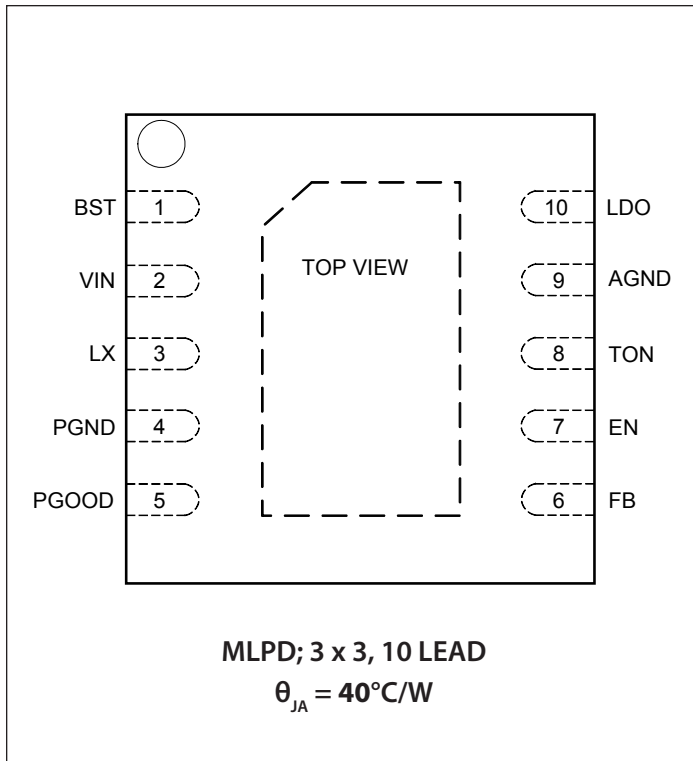 BST 1 10 LDO
VIN 2 TOP VIEW 9 AGND
LX 3 8 TON
PGND 4 7 EN
PGOOD 5 6 FB
MLPD; 3 x 3, 10 LEAD
θJA = 40°C/W